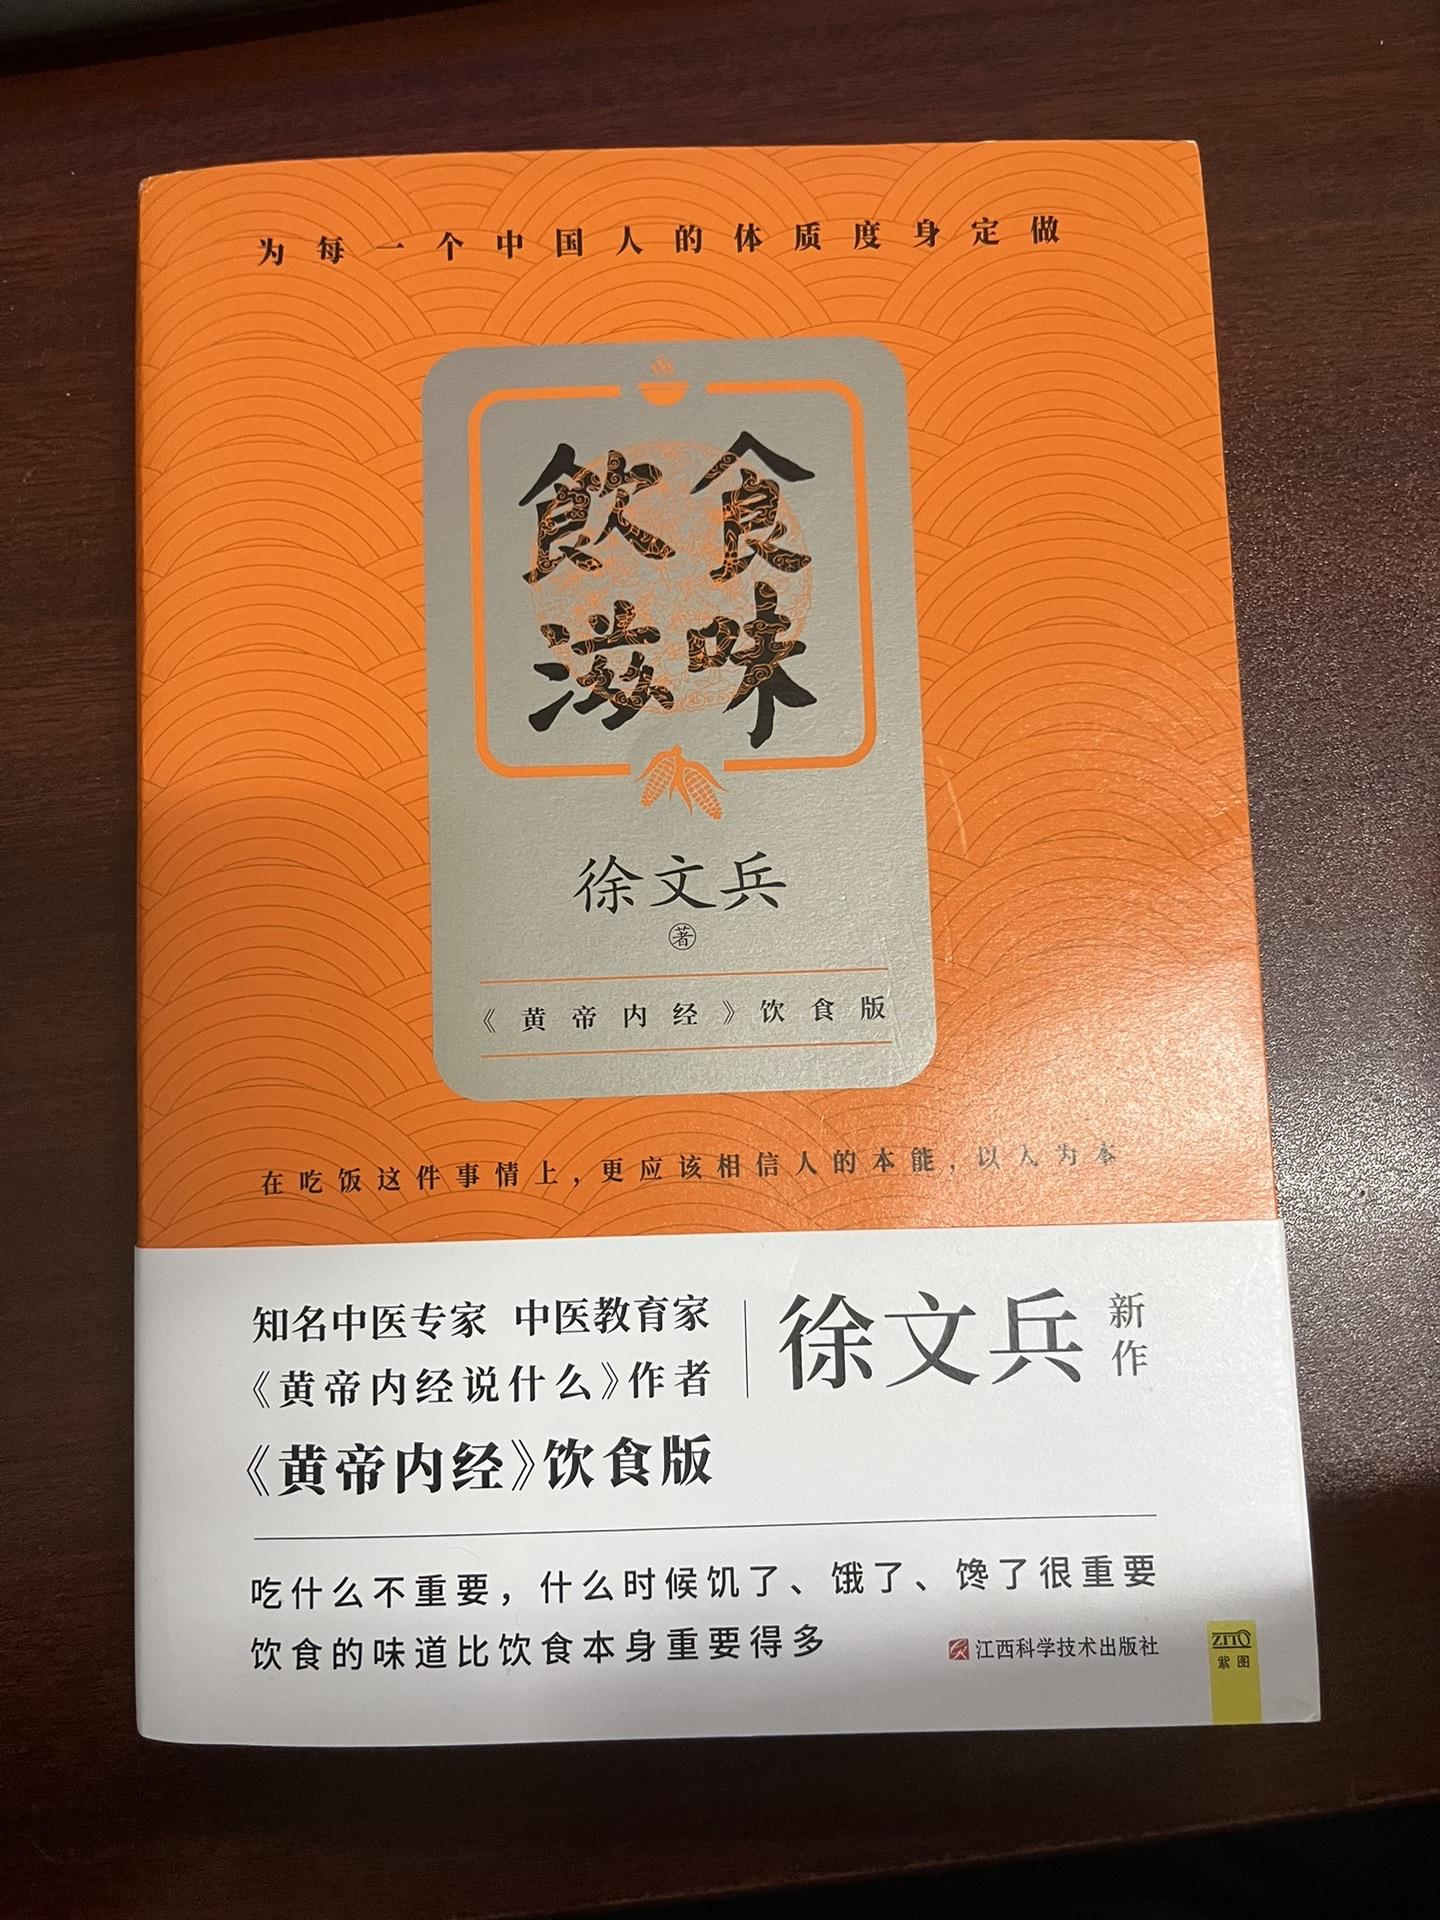 为每一个中国人的体质度身定做
飲食
滋味
徐文兵
著
《黄帝内经》饮食版
在吃饭这件事情上，更应该相信人的本能，以人为本
知名中医专家 中医教育家
《黄帝内经说什么》作者
徐文兵
新作
《黄帝内经》饮食版
吃什么不重要，什么时候饥了、饿了、馋了很重要
饮食的味道比饮食本身重要得多
江西科学技术出版社
ZITO
紫图